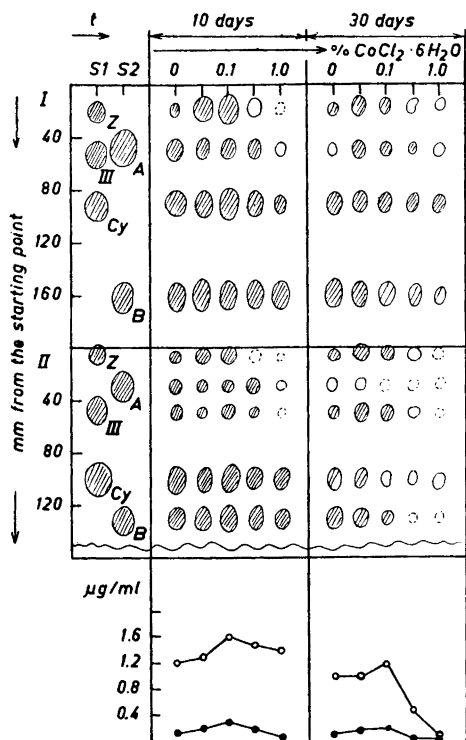 t 10 days 30 days
% CoCl2 · 6H2O
S1 S2 0 0.1 1.0 0 0.1 1.0
I
Z
40
III A
80
Cy
120
160
B
II
Z
40
A
III
80
Cy
120
B
mm from the starting point
µg/ml
1.6
1.2
0.8
0.4